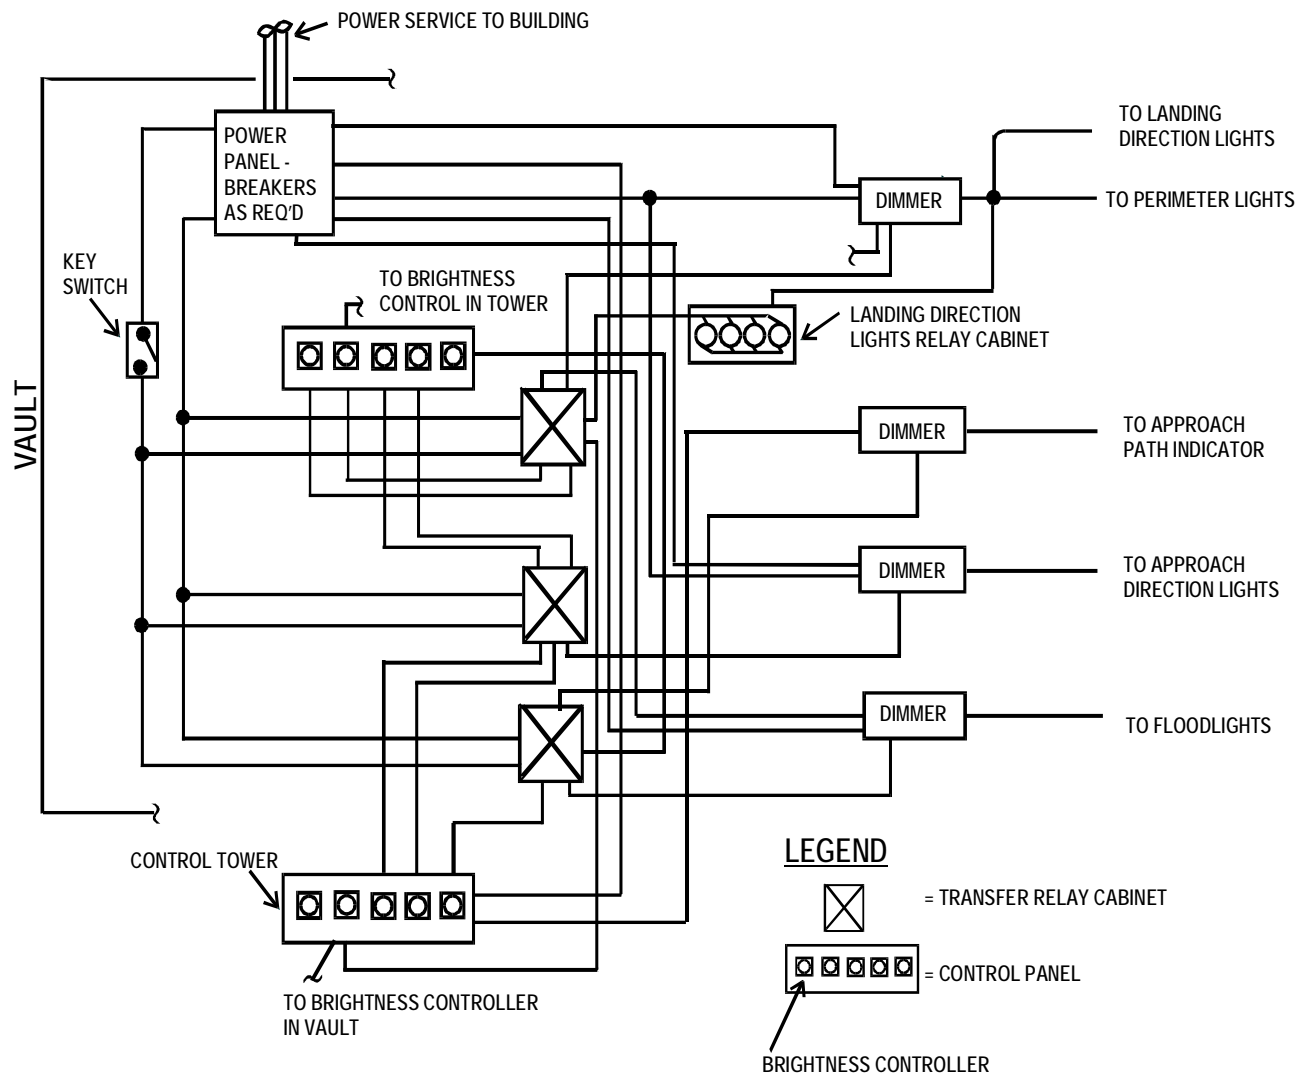 POWER SERVICE TO BUILDING
TO LANDING
DIRECTION LIGHTS
POWER
PANEL -
BREAKERS
AS REQ'D
DIMMER
TO PERIMETER LIGHTS
KEY
SWITCH
TO BRIGHTNESS
CONTROL IN TOWER
LANDING DIRECTION
LIGHTS RELAY CABINET
VAULT
DIMMER
TO APPROACH
PATH INDICATOR
DIMMER
TO APPROACH
DIRECTION LIGHTS
DIMMER
TO FLOODLIGHTS
CONTROL TOWER
LEGEND
= TRANSFER RELAY CABINET
= CONTROL PANEL
TO BRIGHTNESS CONTROLLER
IN VAULT
BRIGHTNESS CONTROLLER